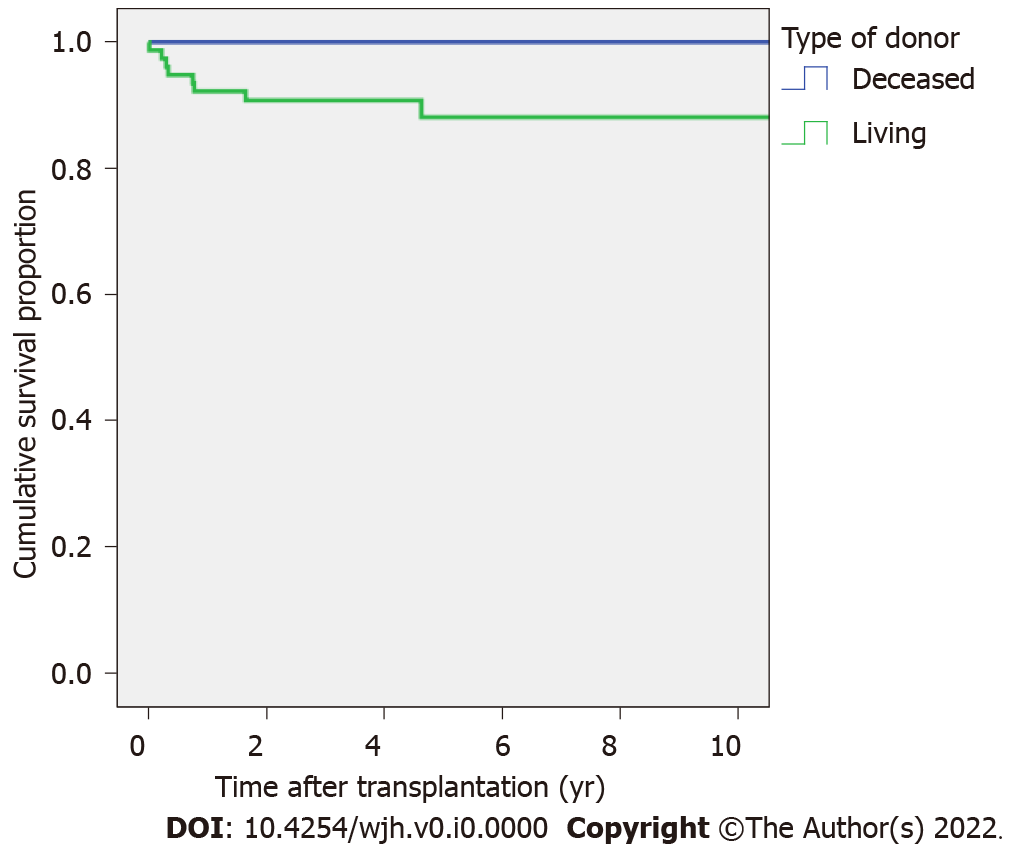 Type of donor
Deceased
Living
Cumulative survival proportion
1.0
0.8
0.6
0.4
0.2
0.0
0 2 4 6 8 10
Time after transplantation (yr)
DOI: 10.4254/wjh.v0.i0.0000 Copyright ©The Author(s) 2022.